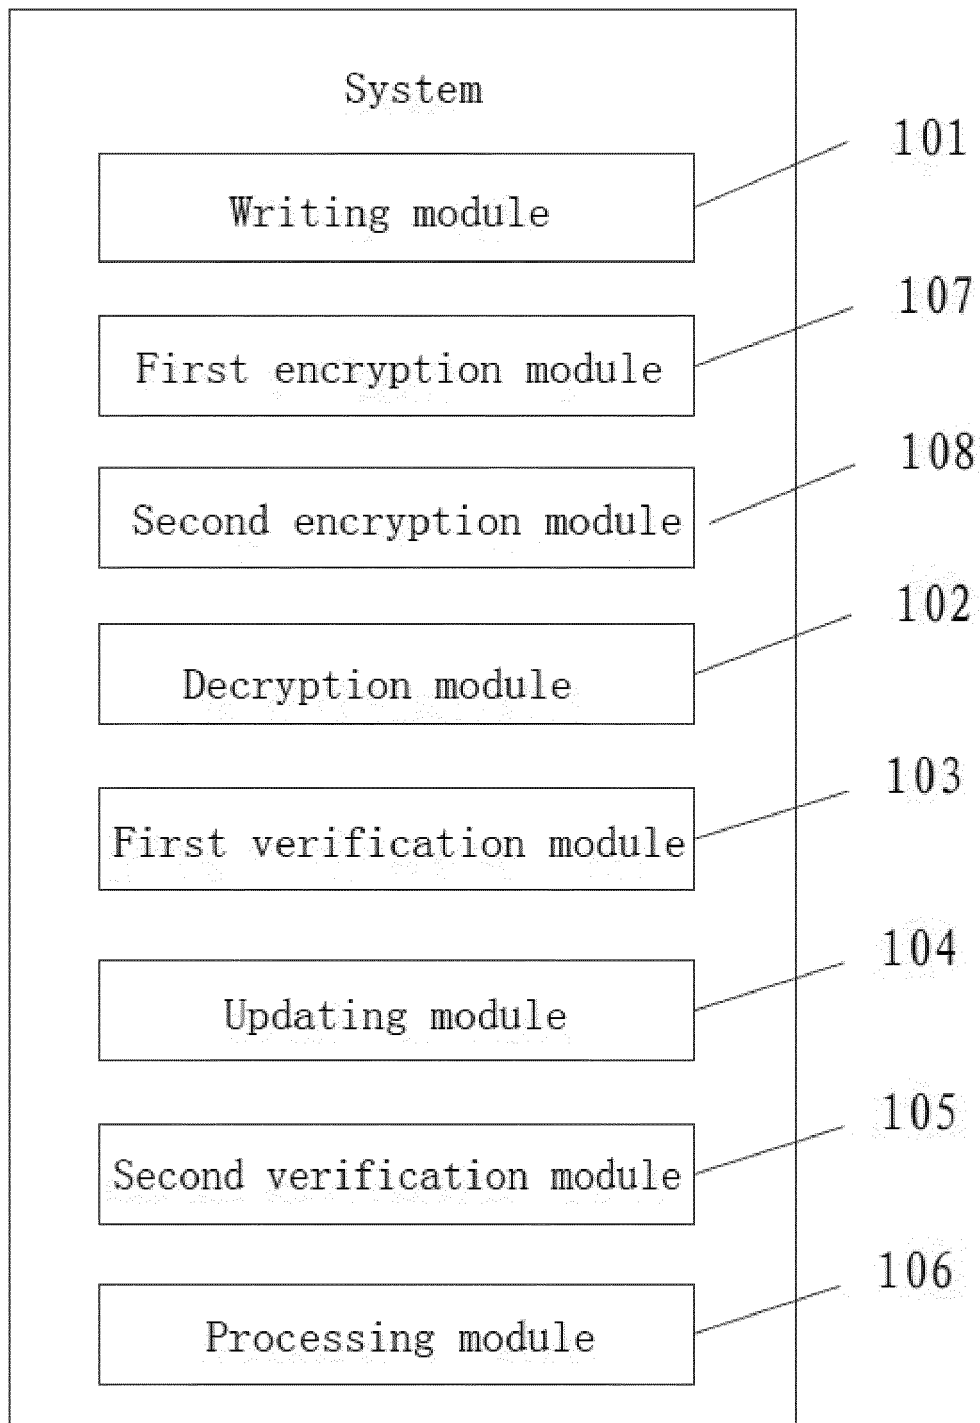 System
101
Writing module
107
First encryption module
108
Second encryption module
102
Decryption module
103
First verification module
104
Updating module
105
Second verification module
106
Processing module